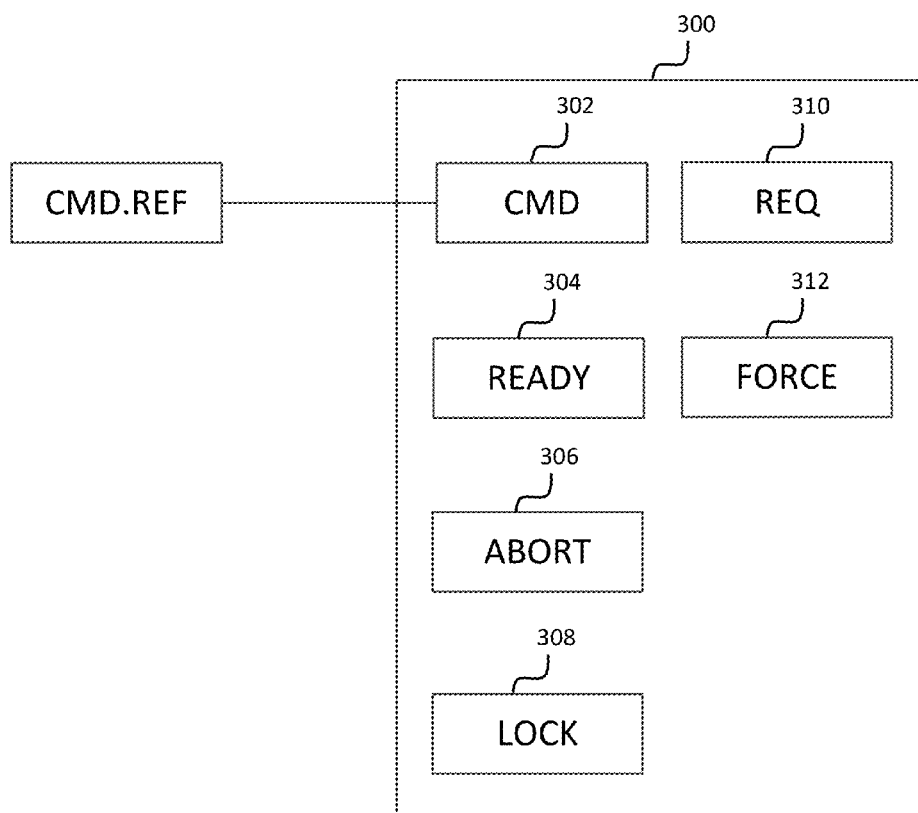 300
302
310
CMD.REF
CMD
REQ
304
312
READY
FORCE
306
ABORT
308
LOCK